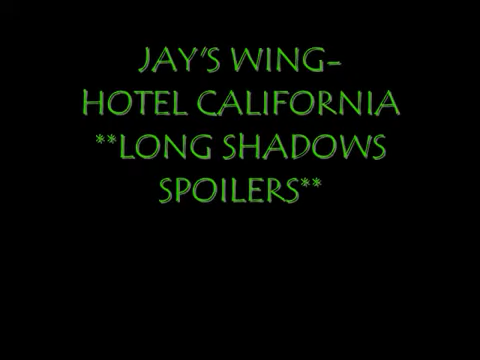 JAY'S WING-
HOTEL CALIFORNIA
**LONG SHADOWS
SPOILERS**